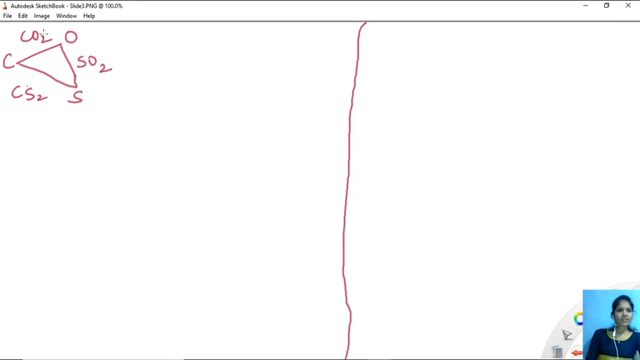 Autodesk SketchBook - Slide3.PNG @ 100.0%
File Edit Image Window Help
CO2 O
C SO2
CS2 S